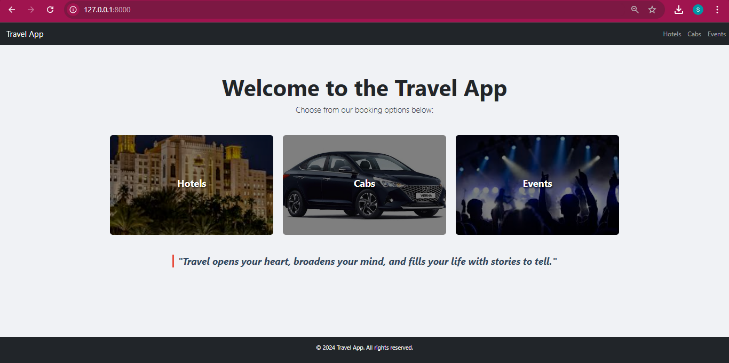 127.0.0.1:8000
S
Travel App
Hotels Cabs Events
Welcome to the Travel App
Choose from our booking options below:
Hotels
Cabs
Events
"Travel opens your heart, broadens your mind, and fills your life with stories to tell."
© 2024 Travel App. All rights reserved.